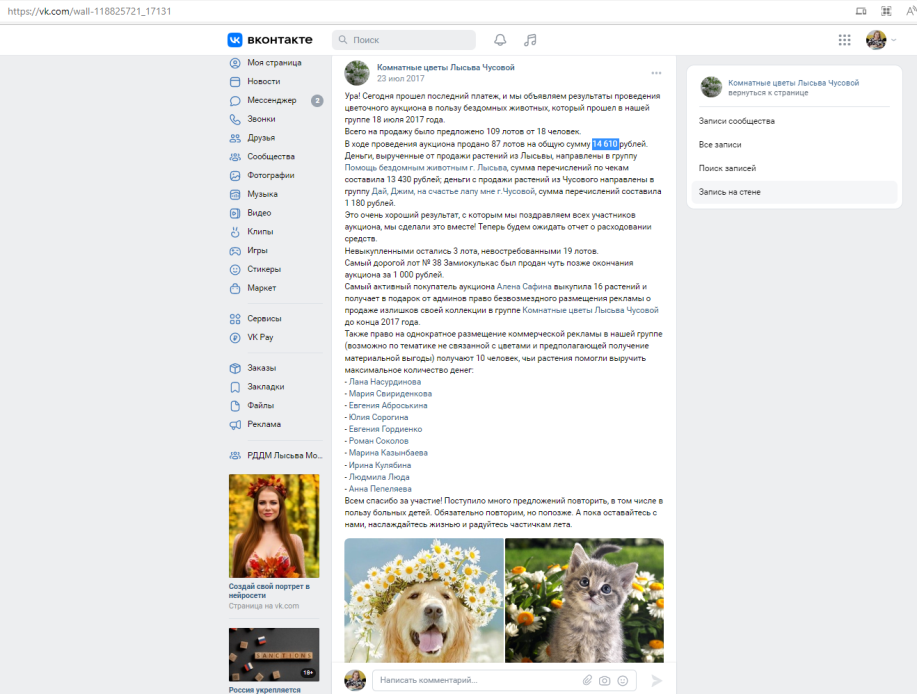 https://vk.com/wall-118825721_17131
вконтакте
Поиск
Моя страница
Новости
Мессенджер
2
Звонки
Друзья
Сообщества
Фотографии
Музыка
Видео
Клипы
Игры
Стикеры
Маркет
Сервисы
VK Pay
Заказы
Закладки
Файлы
Реклама
РДДМ Лысьва Мо...
Создай свой портрет в
нейросети
Страница на vk.com
SANCTIONS
18+
Россия укрепляется
Комнатные цветы Лысьва Чусовой
23 июл 2017
Ура! Сегодня прошел последний платеж, и мы объявляем результаты проведения
цветочного аукциона в пользу бездомных животных, который прошел в нашей
группе 18 июля 2017 года.
Всего на продажу было предложено 109 лотов от 18 человек.
В ходе проведения аукциона продано 87 лотов на общую сумму 14 610 рублей.
Деньги, вырученные от продажи растений из Лысьвы, направлены в группу
Помощь бездомным животным г. Лысьва, сумма перечислений по чекам
составила 13 430 рублей; деньги с продажи растений из Чусового направлены в
группу Дай, Джим, на счастье лапу мне г.Чусовой, сумма перечислений составила
1 180 рублей.
Это очень хороший результат, с которым мы поздравляем всех участников
аукциона, мы сделали это вместе! Теперь будем ожидать отчет о расходовании
средств.
Невыкупленными остались 3 лота, невостребованными 19 лотов.
Самый дорогой лот № 38 Замиокулькас был продан чуть позже окончания
аукциона за 1 000 рублей.
Самый активный покупатель аукциона Алена Сафина выкупила 16 растений и
получает в подарок от админов право безвозмездного размещения рекламы о
продаже излишков своей коллекции в группе Комнатные цветы Лысьва Чусовой
до конца 2017 года.
Также право на однократное размещение коммерческой рекламы в нашей группе
(возможно по тематике не связанной с цветами и предполагающей получение
материальной выгоды) получают 10 человек, чьи растения помогли выручить
максимальное количество денег:
- Лана Насурдинова
- Мария Свириденкова
- Евгения Аброськина
- Юлия Сорогина
- Евгения Гордиенко
- Роман Соколов
- Марина Казынбаева
- Ирина Кулябина
- Людмила Люда
- Анна Пепеляева
Всем спасибо за участие! Поступило много предложений повторить, в том числе в
пользу больных детей. Обязательно повторим, но попозже. А пока оставайтесь с
нами, наслаждайтесь жизнью и радуйтесь частичкам лета.
Написать комментарий...
Комнатные цветы Лысьва Чусовой
вернуться к странице
Записи сообщества
Все записи
Поиск записей
Запись на стене